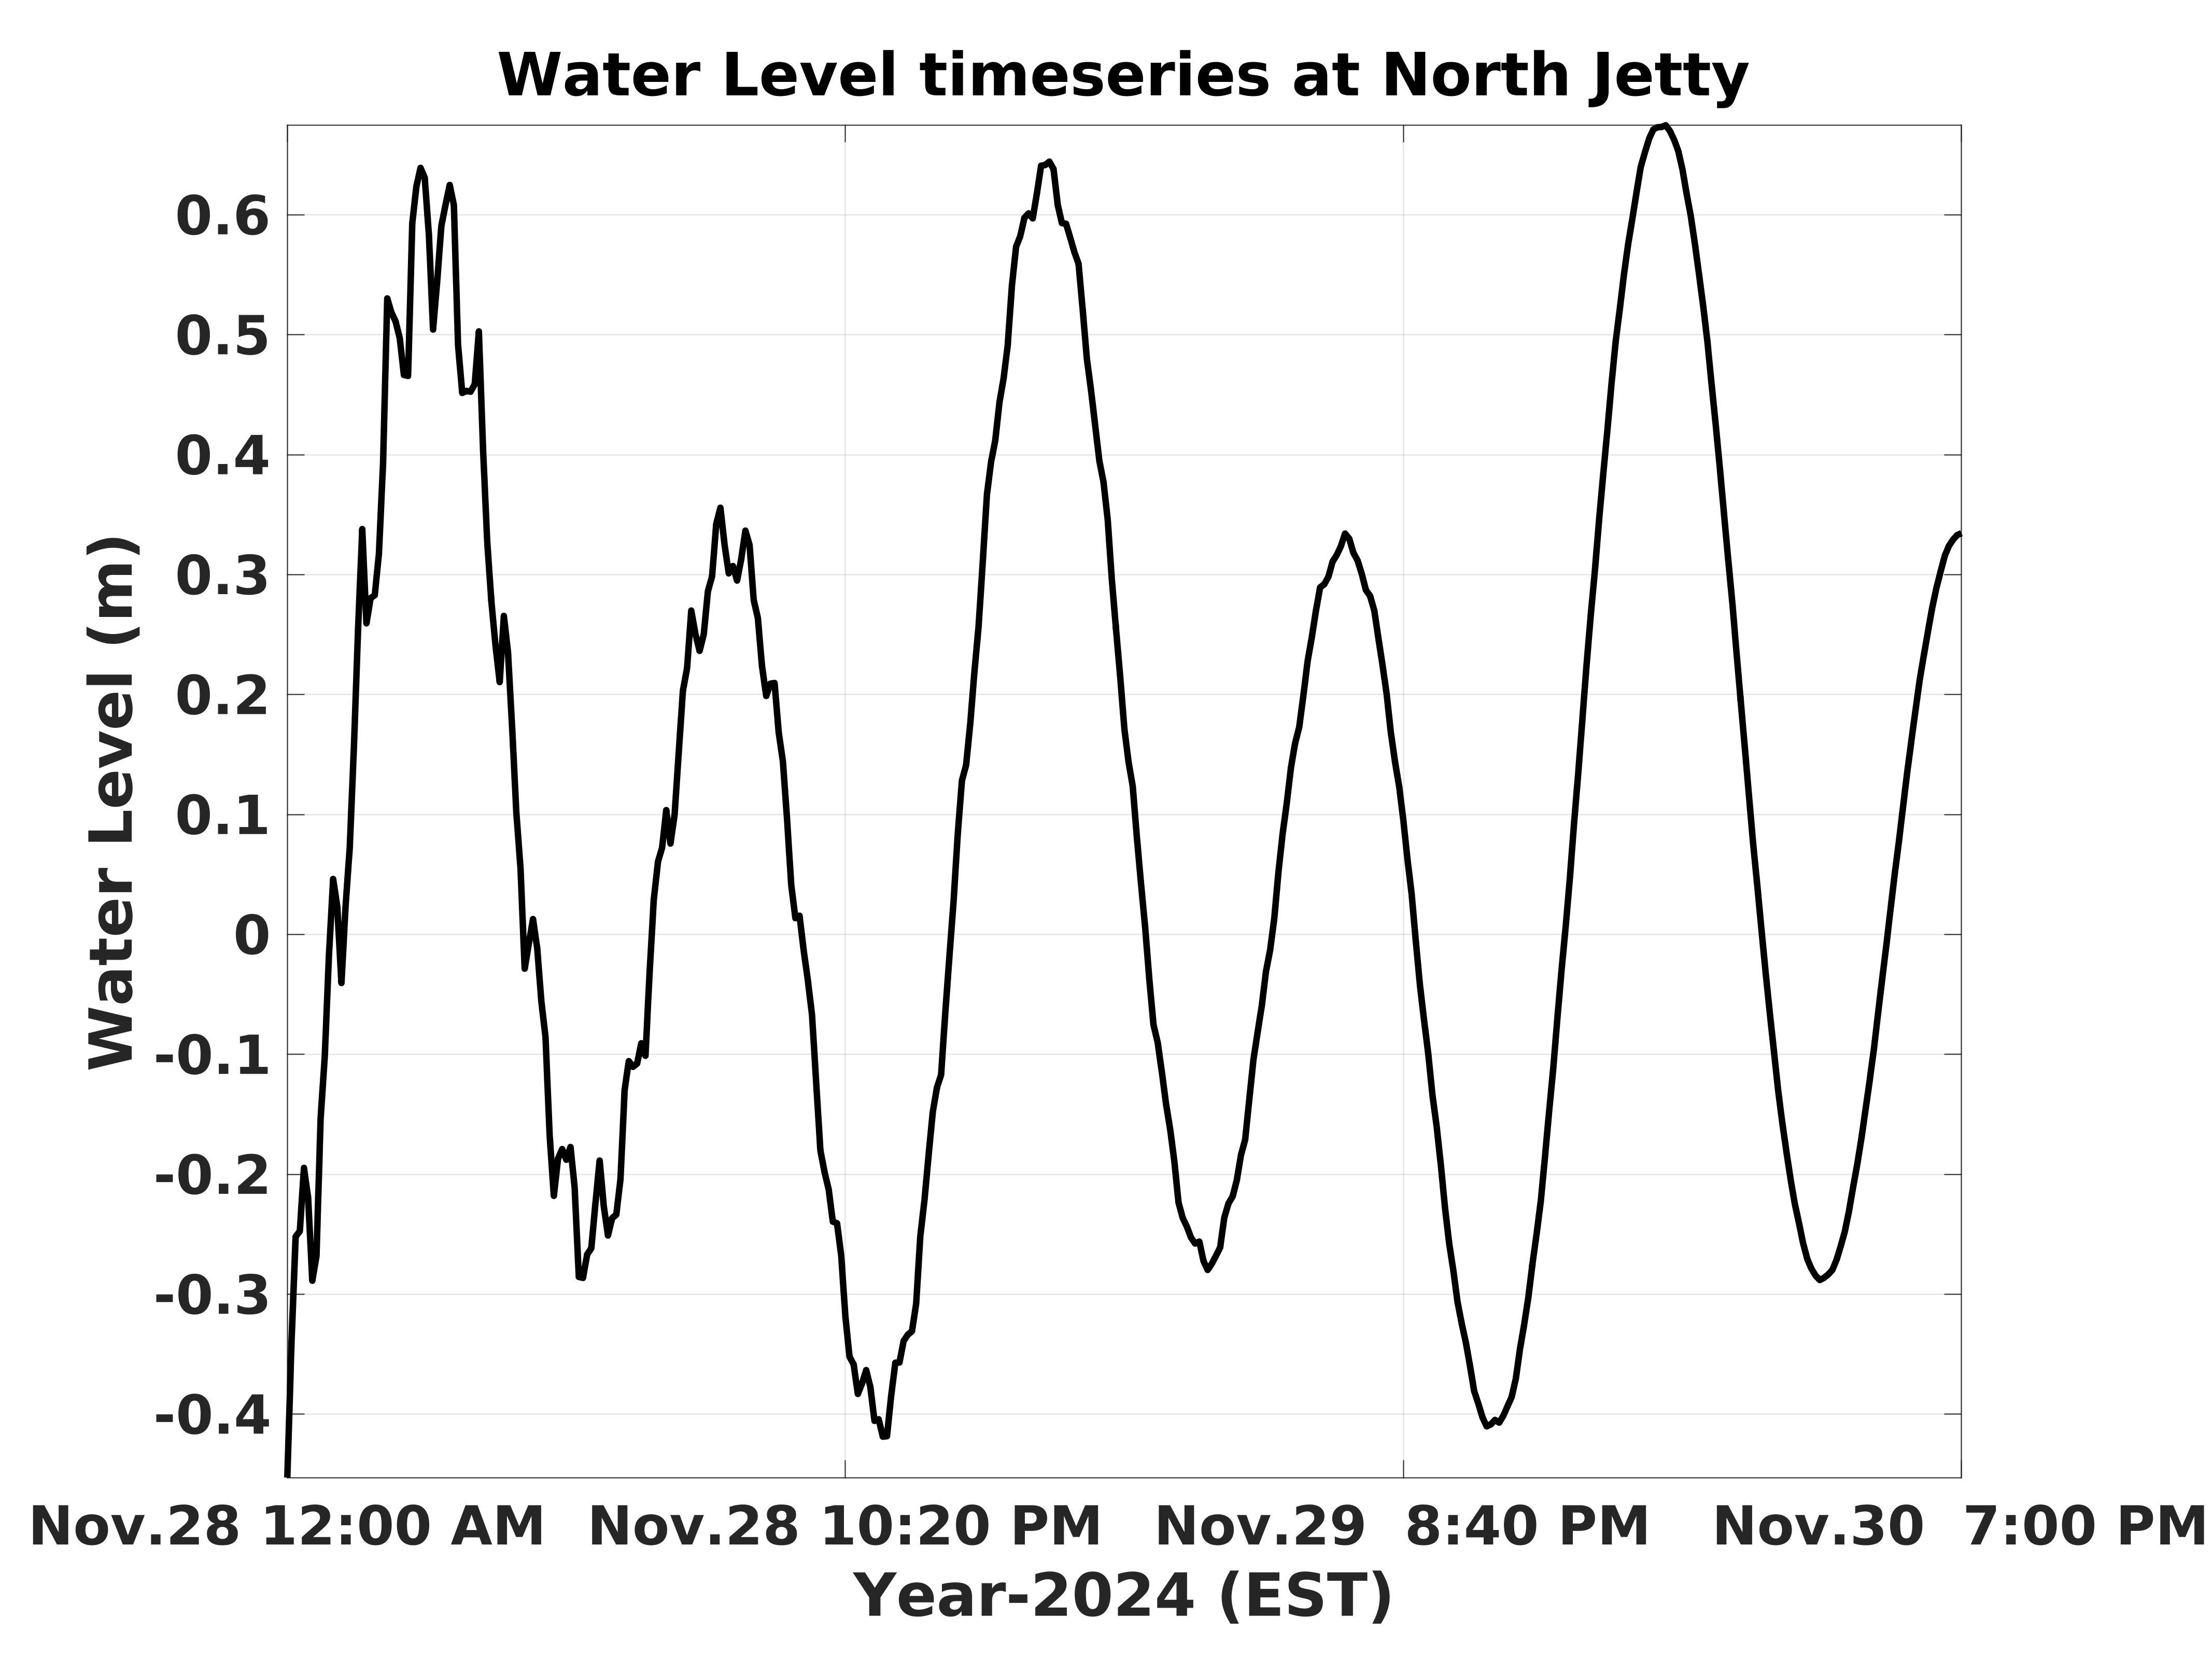 Water Level timeseries at North Jetty
Water Level (m)
0.6
0.5
0.4
0.3
0.2
0.1
0
-0.1
-0.2
-0.3
-0.4
Nov.28 12:00 AM Nov.28 10:20 PM Nov.29 8:40 PM Nov.30 7:00 PM
Year-2024 (EST)